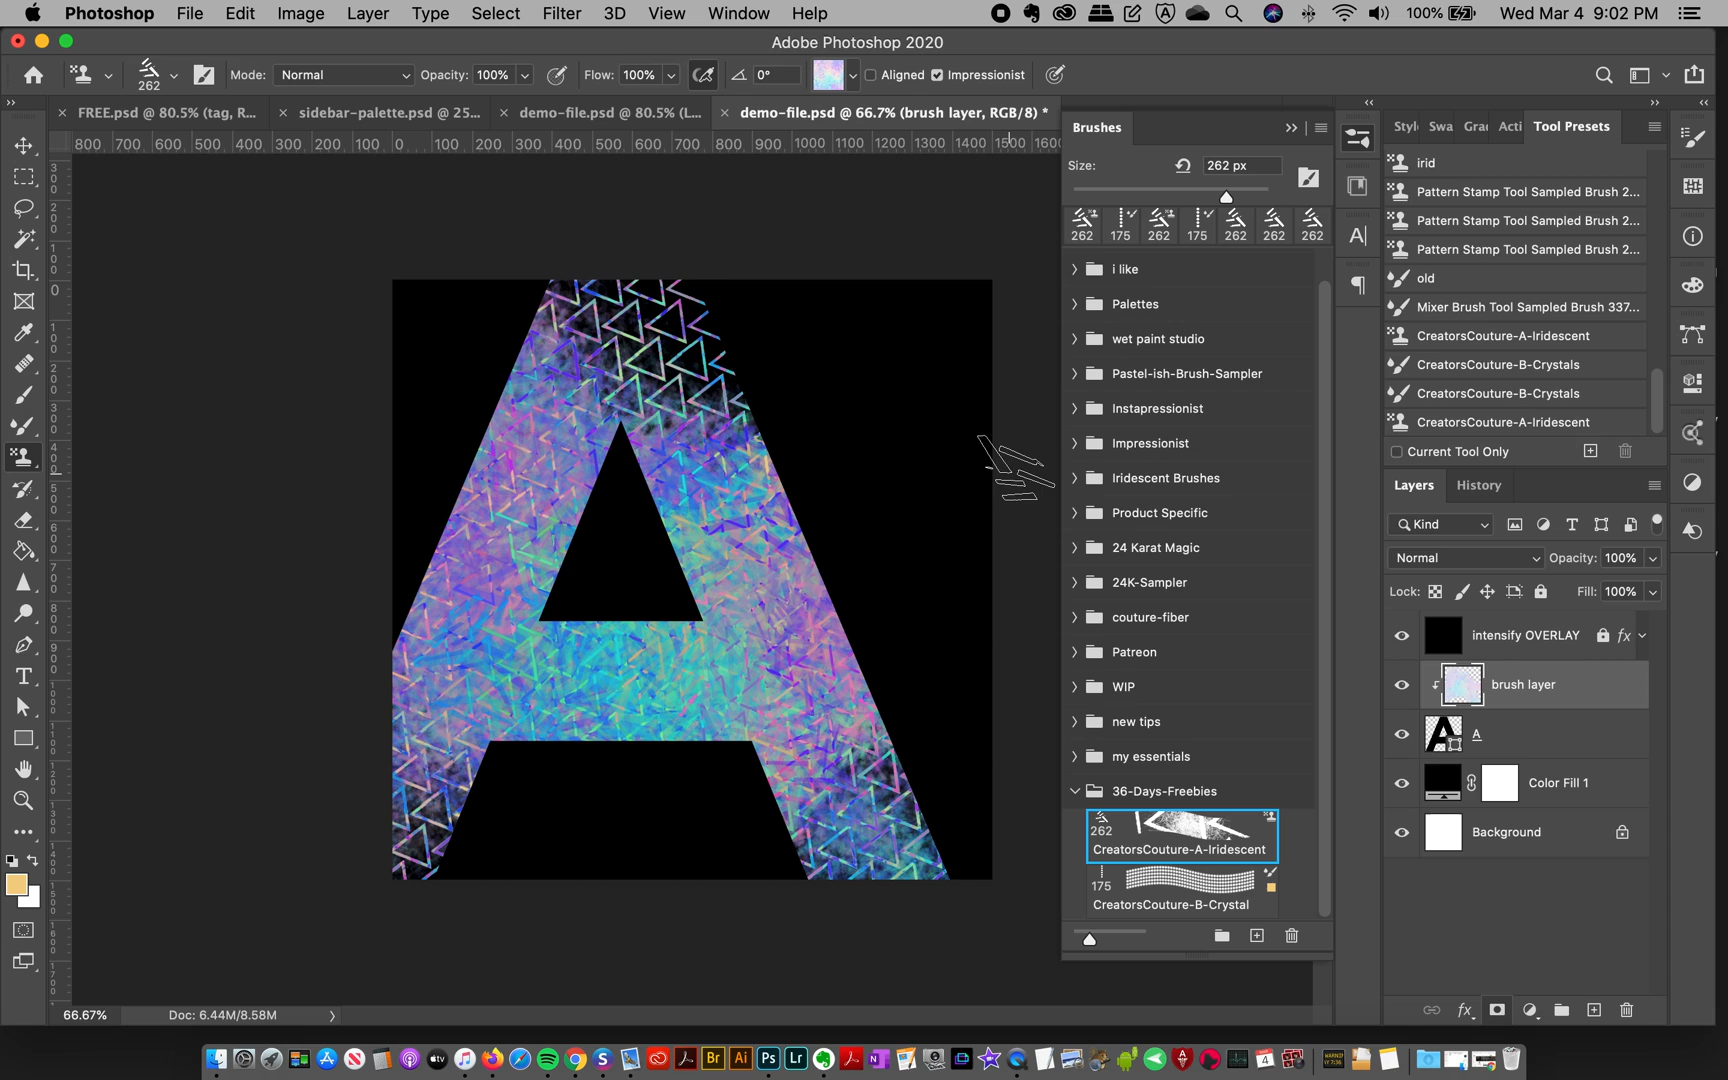 Photoshop File Edit Image Layer Type Select Filter 3D View Window Help 100% Wed Mar 4 9:02 PM
Adobe Photoshop 2020
262 Mode: Normal Opacity: 100% Flow: 100% 0° Aligned Impressionist
FREE.psd @ 80.5% (tag, R... sidebar-palette.psd @ 25... demo-file.psd @ 80.5% (L... demo-file.psd @ 66.7% (brush layer, RGB/8) *
800 700 600 500 400 300 200 100 0 100 200 300 400 500 600 700 800 900 1000 1100 1200 1300 1400 1500 160
Brushes
Size: 262 px
262 175 262 175 262 262 262
i like
Palettes
wet paint studio
Pastel-ish-Brush-Sampler
Instapressionist
Impressionist
Iridescent Brushes
Product Specific
24 Karat Magic
24K-Sampler
couture-fiber
Patreon
WIP
new tips
my essentials
36-Days-Freebies
262
CreatorsCouture-A-Iridescent
175
CreatorsCouture-B-Crystal
Style Swa Grac Acti Tool Presets
irid
Pattern Stamp Tool Sampled Brush 2...
Pattern Stamp Tool Sampled Brush 2...
Pattern Stamp Tool Sampled Brush 2...
old
Mixer Brush Tool Sampled Brush 337...
CreatorsCouture-A-Iridescent
CreatorsCouture-B-Crystals
CreatorsCouture-B-Crystals
CreatorsCouture-A-Iridescent
Current Tool Only
Layers History
Kind
Normal Opacity: 100%
Lock: Fill: 100%
intensify OVERLAY fx
brush layer
A
Color Fill 1
Background
fx
A
66.67% Doc: 6.44M/8.58M
Br Ai Ps Lr